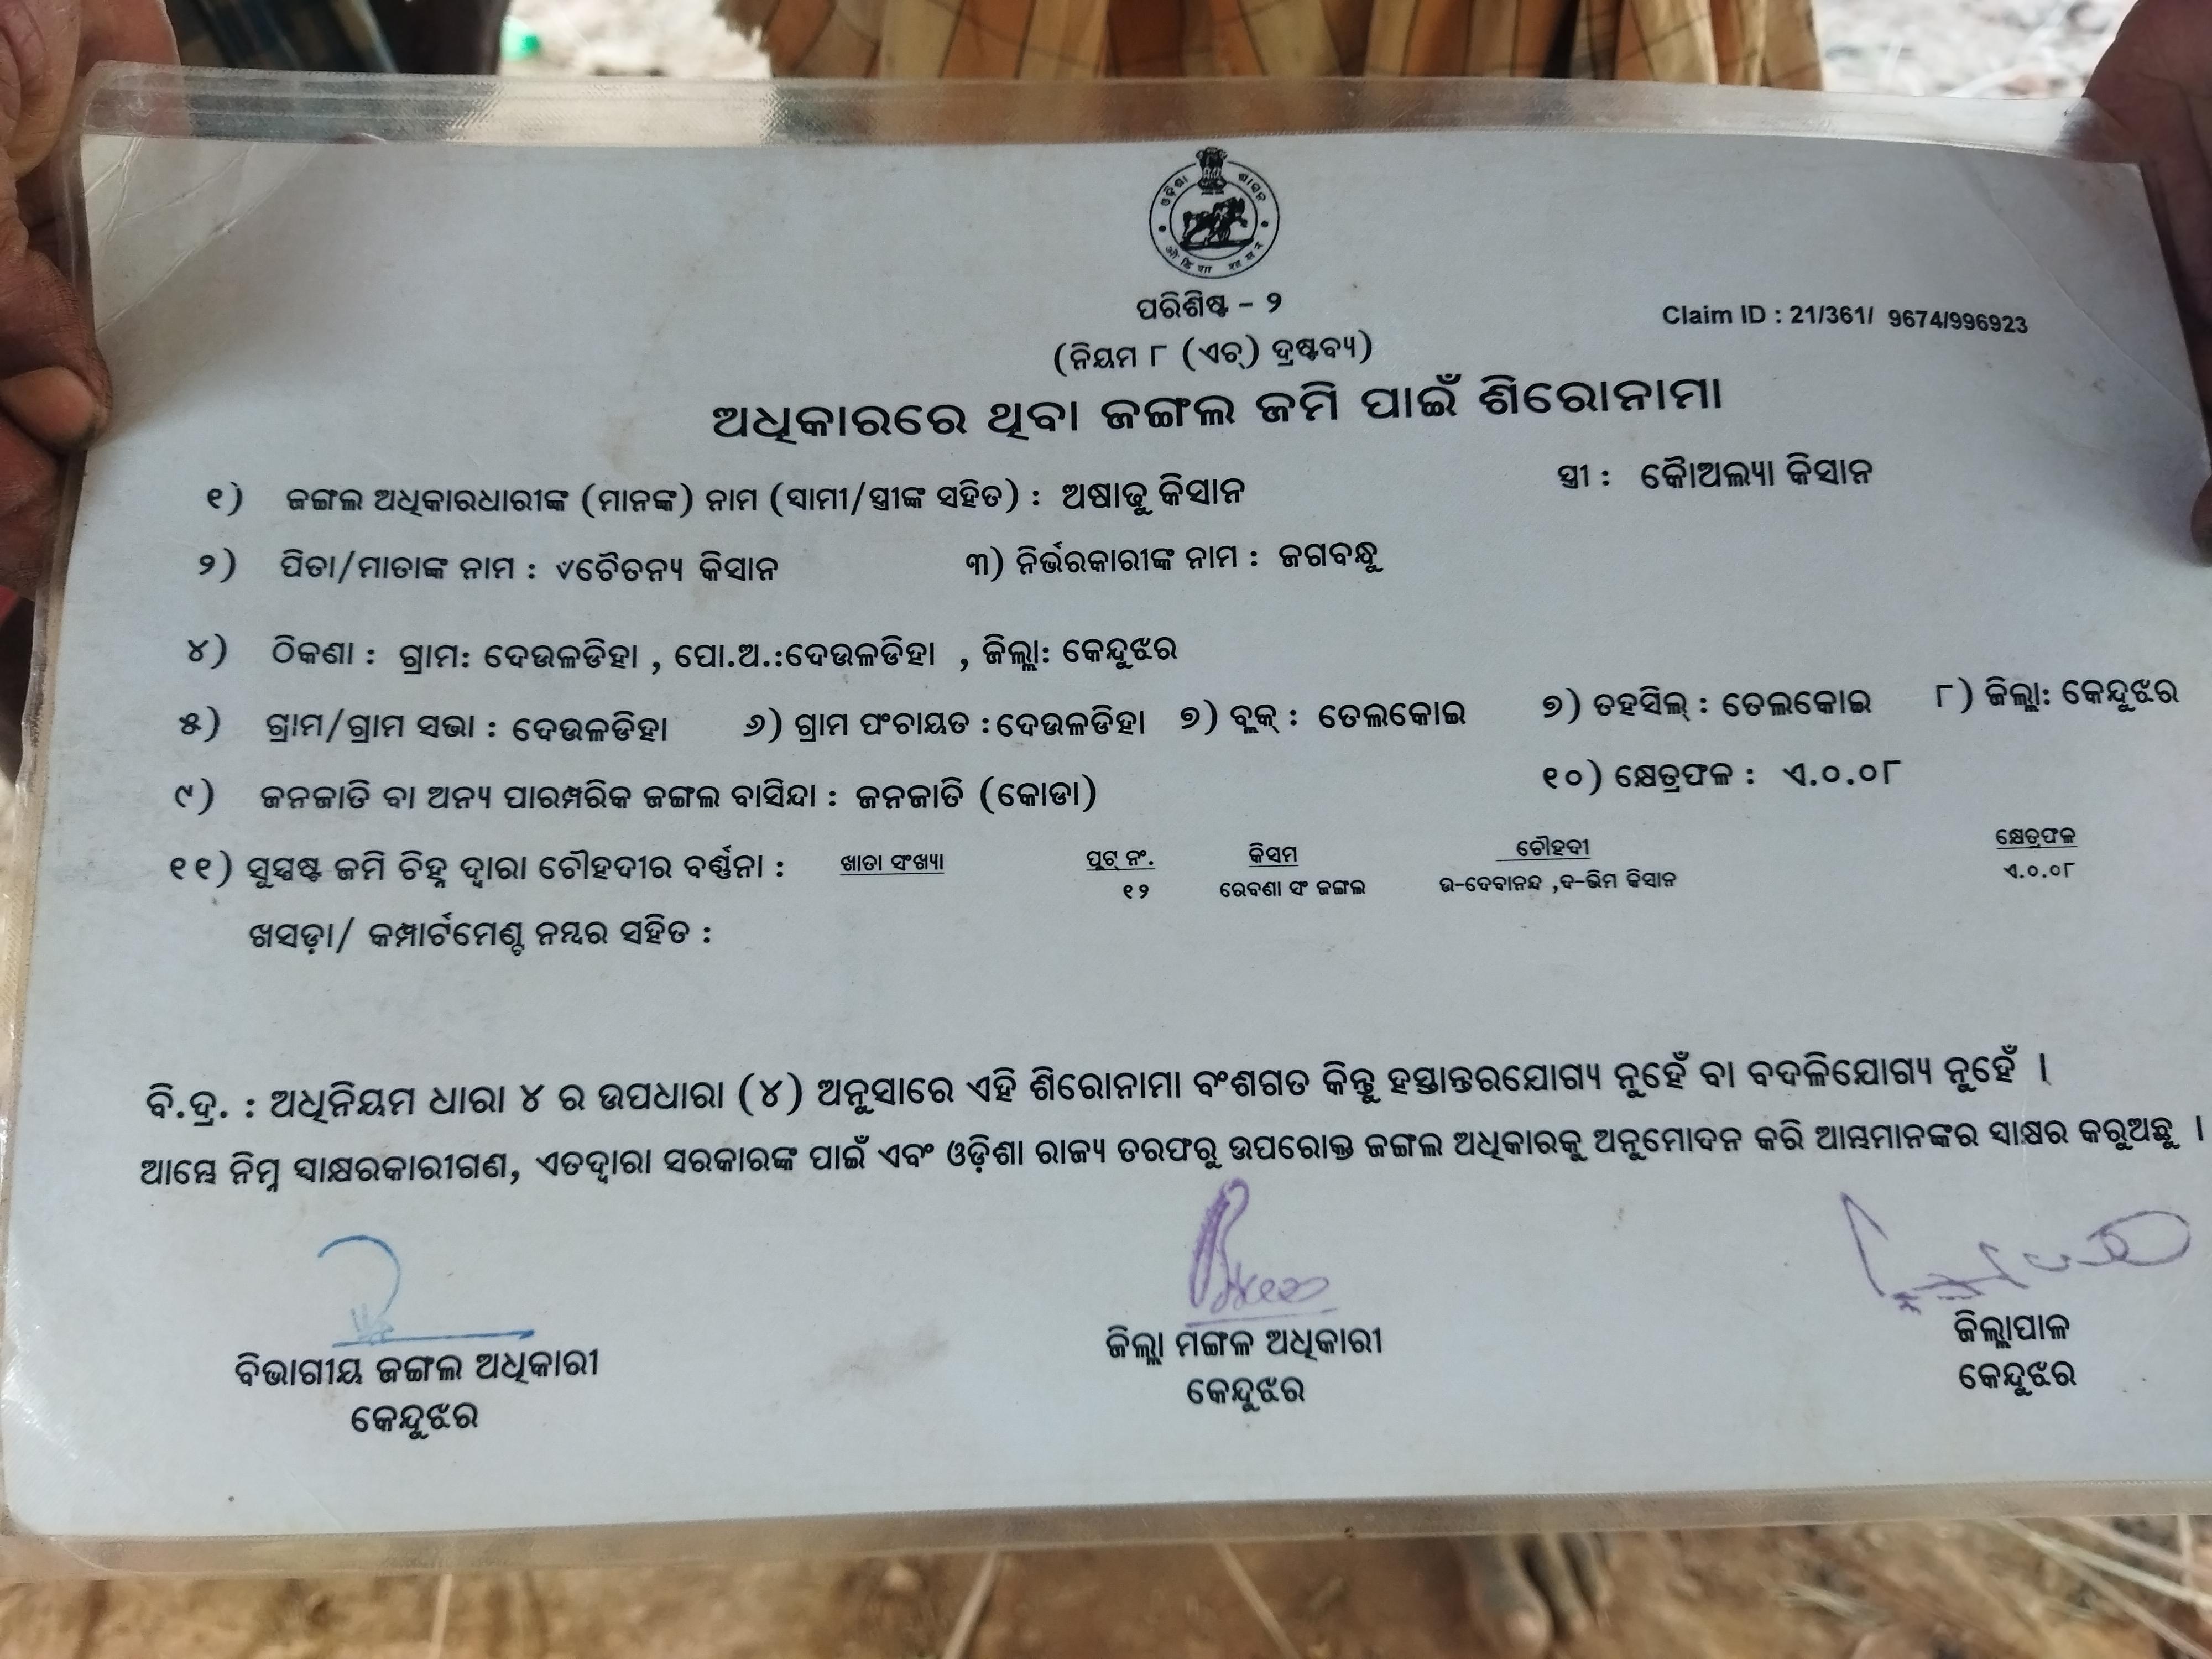 ଓଡ଼ିଶା ଶାସନ
ओडिशा शासन
ପରିଶିଷ୍ଟ - ୨
Claim ID : 21/361/ 9674/996923
(ନିୟମ ୮ (ଏଚ୍) ଦ୍ରଷ୍ଟବ୍ୟ)
ଅଧିକାରରେ ଥିବା ଜଙ୍ଗଲ ଜମି ପାଇଁ ଶିରୋନାମା
୧) ଜଙ୍ଗଲ ଅଧିକାରଧାରୀଙ୍କ (ମାନଙ୍କ) ନାମ (ସ୍ୱାମୀ/ସ୍ତ୍ରୀଙ୍କ ସହିତ) : ଅଷାଢୁ କିସାନ ସ୍ତ୍ରୀ : କୌାଅଲ୍ୟା କିସାନ
୨) ପିତା/ମାତାଙ୍କ ନାମ : ୰ଚୈତନ୍ୟ କିସାନ ୩) ନିର୍ଭରକାରୀଙ୍କ ନାମ : ଜଗବନ୍ଧୁ
୪) ଠିକଣା : ଗ୍ରାମ: ଦେଉଳଡିହା , ପୋ.ଅ.:ଦେଉଳଡିହା , ଜିଲ୍ଲା: କେନ୍ଦୁଝର
୫) ଗ୍ରାମ/ଗ୍ରାମ ସଭା : ଦେଉଳଡିହା ୬) ଗ୍ରାମ ପଂଚାୟତ : ଦେଉଳଡିହା ୭) ବ୍ଲକ୍ : ତେଲକୋଇ ୭) ତହସିଲ୍ : ତେଲକୋଇ ୮) ଜିଲ୍ଲା: କେନ୍ଦୁଝର
୯) ଜନଜାତି ବା ଅନ୍ୟ ପାରମ୍ପରିକ ଜଙ୍ଗଲ ବାସିନ୍ଦା : ଜନଜାତି (କୋଡା) ୧୦) କ୍ଷେତ୍ରଫଳ : ଏ.୦.୦୮
୧୧) ସୁସ୍ପଷ୍ଟ ଜମି ଚିହ୍ନ ଦ୍ୱାରା ଚୌହଦୀର ବର୍ଣ୍ଣନା : ଖାତା ସଂଖ୍ୟା ପ୍ଲଟ୍ ନଂ. କିସମ ଚୌହଦୀ କ୍ଷେତ୍ରଫଳ
୧୨ ରେବଣା ସଂ ଜଙ୍ଗଲ ଉ-ଦେବାନନ୍ଦ ,ଦ-ଭିମ କିସାନ ଏ.୦.୦୮
ଖସଡ଼ା/ କମ୍ପାର୍ଟମେଣ୍ଟ ନମ୍ବର ସହିତ :
ବି.ଦ୍ର. : ଅଧିନିୟମ ଧାରା ୪ ର ଉପଧାରା (୪) ଅନୁସାରେ ଏହି ଶିରୋନାମା ବଂଶଗତ କିନ୍ତୁ ହସ୍ତାନ୍ତରଯୋଗ୍ୟ ନୁହେଁ ବା ବଦଳିଯୋଗ୍ୟ ନୁହେଁ ।
ଆମ୍ଭେ ନିମ୍ନ ସ୍ୱାକ୍ଷରକାରୀଗଣ, ଏତଦ୍ୱାରା ସରକାରଙ୍କ ପାଇଁ ଏବଂ ଓଡ଼ିଶା ରାଜ୍ୟ ତରଫରୁ ଉପରୋକ୍ତ ଜଙ୍ଗଲ ଅଧିକାରକୁ ଅନୁମୋଦନ କରି ଆମ୍ଭମାନଙ୍କର ସ୍ୱାକ୍ଷର କରୁଅଛୁ ।
ବିଭାଗୀୟ ଜଙ୍ଗଲ ଅଧିକାରୀ
କେନ୍ଦୁଝର
ଜିଲ୍ଲା ମଙ୍ଗଳ ଅଧିକାରୀ
କେନ୍ଦୁଝର
ଜିଲ୍ଲାପାଳ
କେନ୍ଦୁଝର